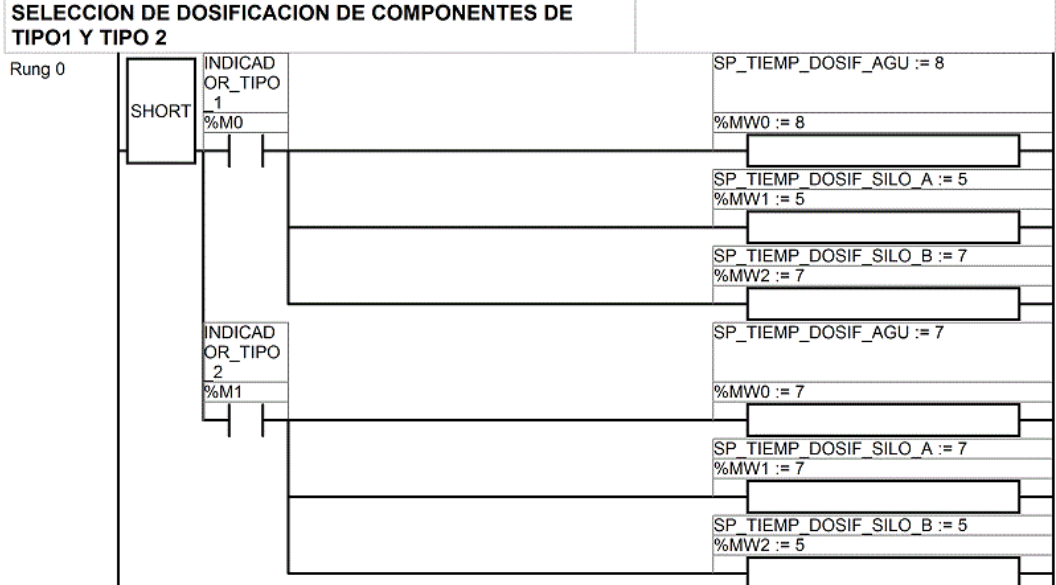 SELECCION DE DOSIFICACION DE COMPONENTES DE
TIPO1 Y TIPO 2
Rung 0
SHORT
INDICAD
OR_TIPO
_1
%M0
SP_TIEMP_DOSIF_AGU := 8
%MW0 := 8
SP_TIEMP_DOSIF_SILO_A := 5
%MW1 := 5
SP_TIEMP_DOSIF_SILO_B := 7
%MW2 := 7
INDICAD
OR_TIPO
_2
%M1
SP_TIEMP_DOSIF_AGU := 7
%MW0 := 7
SP_TIEMP_DOSIF_SILO_A := 7
%MW1 := 7
SP_TIEMP_DOSIF_SILO_B := 5
%MW2 := 5